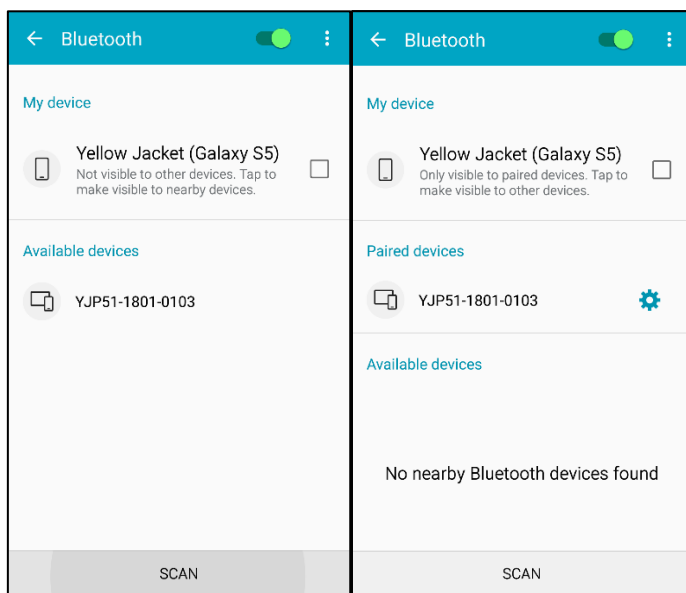 Bluetooth
My device
Yellow Jacket (Galaxy S5)
Not visible to other devices. Tap to
make visible to nearby devices.
Available devices
YJP51-1801-0103
SCAN
Bluetooth
My device
Yellow Jacket (Galaxy S5)
Only visible to paired devices. Tap to
make visible to other devices.
Paired devices
YJP51-1801-0103
Available devices
No nearby Bluetooth devices found
SCAN